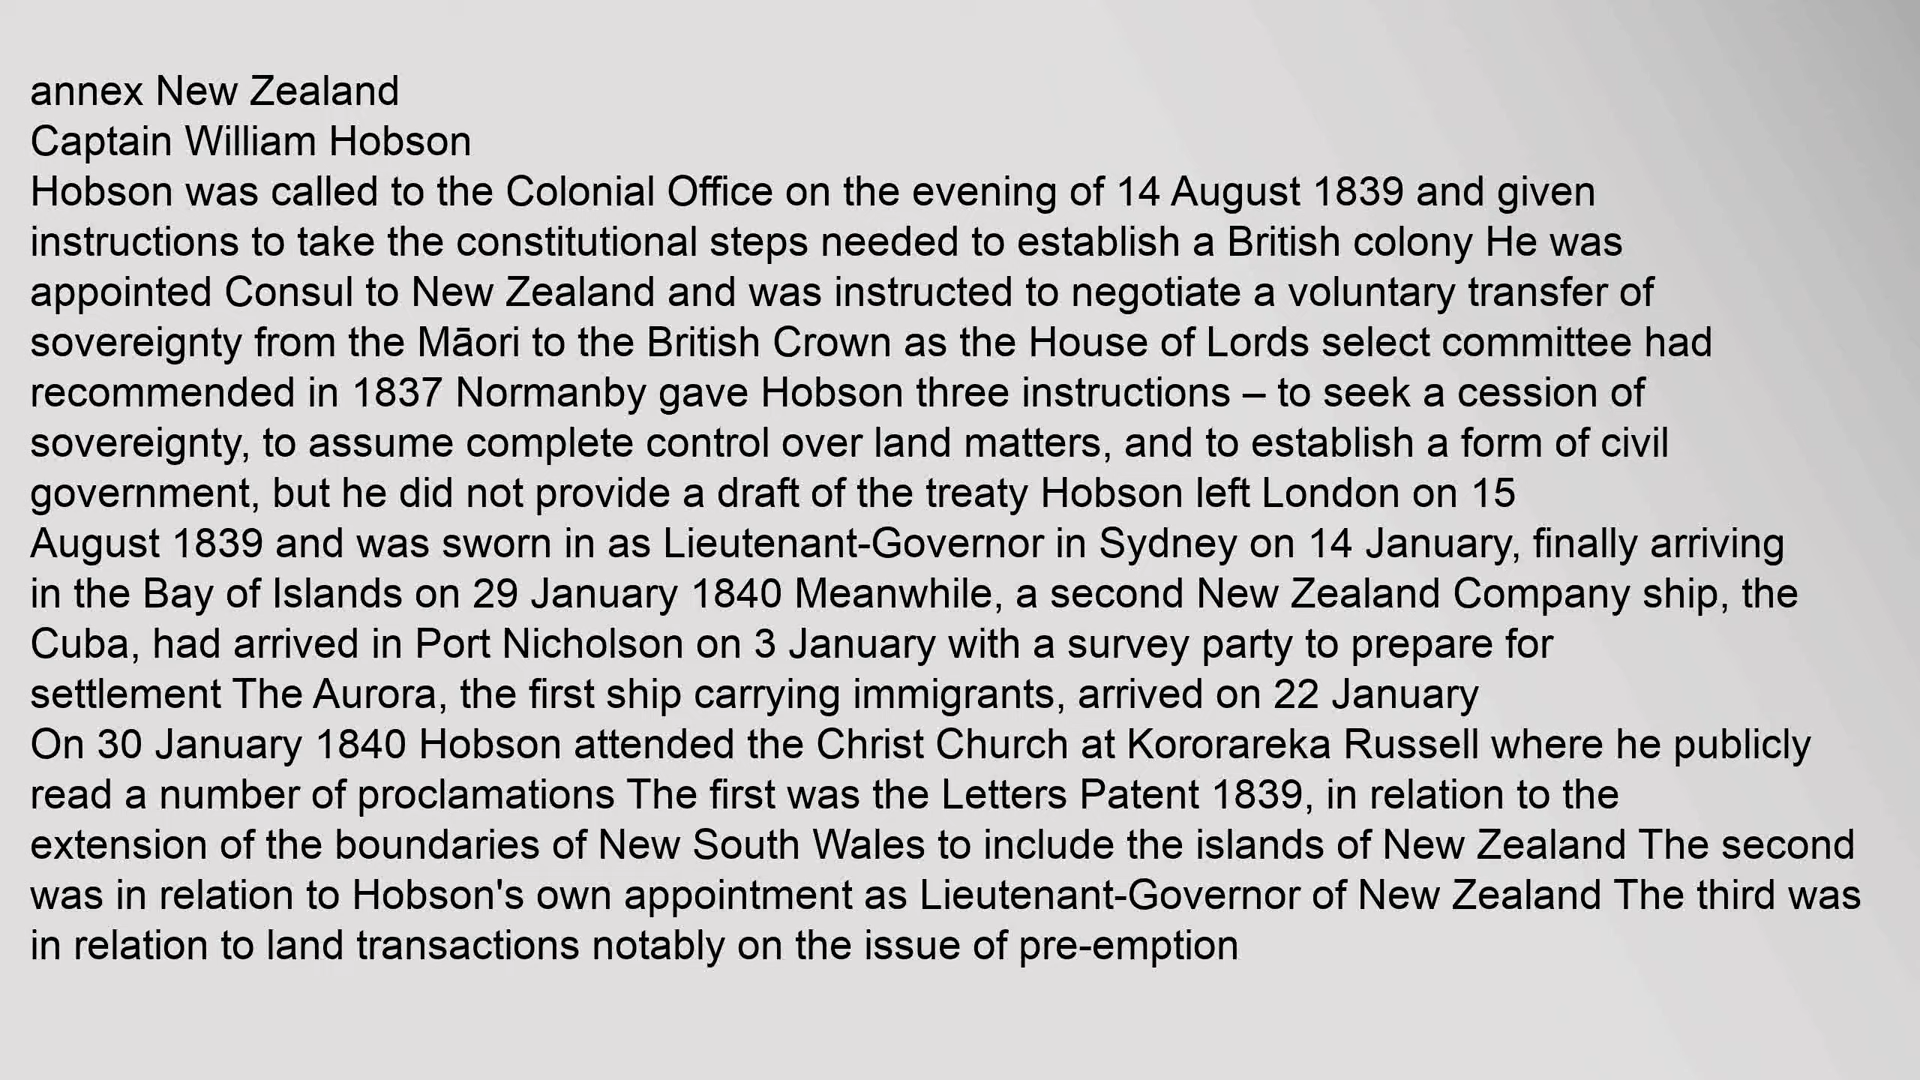 annex New Zealand
Captain William Hobson
Hobson was called to the Colonial Office on the evening of 14 August 1839 and given
instructions to take the constitutional steps needed to establish a British colony He was
appointed Consul to New Zealand and was instructed to negotiate a voluntary transfer of
sovereignty from the Māori to the British Crown as the House of Lords select committee had
recommended in 1837 Normanby gave Hobson three instructions – to seek a cession of
sovereignty, to assume complete control over land matters, and to establish a form of civil
government, but he did not provide a draft of the treaty Hobson left London on 15
August 1839 and was sworn in as Lieutenant-Governor in Sydney on 14 January, finally arriving
in the Bay of Islands on 29 January 1840 Meanwhile, a second New Zealand Company ship, the
Cuba, had arrived in Port Nicholson on 3 January with a survey party to prepare for
settlement The Aurora, the first ship carrying immigrants, arrived on 22 January
On 30 January 1840 Hobson attended the Christ Church at Kororareka Russell where he publicly
read a number of proclamations The first was the Letters Patent 1839, in relation to the
extension of the boundaries of New South Wales to include the islands of New Zealand The second
was in relation to Hobson's own appointment as Lieutenant-Governor of New Zealand The third was
in relation to land transactions notably on the issue of pre-emption